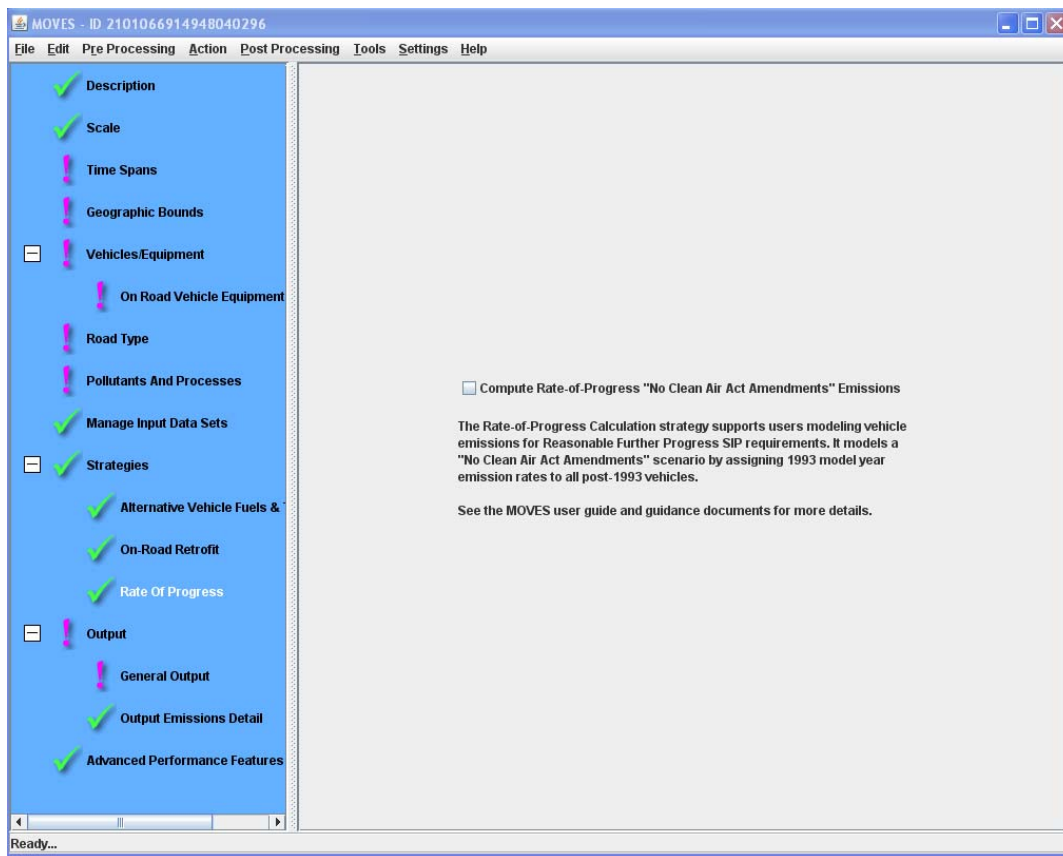 MOVES - ID 2101066914948040296
File Edit Pre Processing Action Post Processing Tools Settings Help
Description
Scale
Time Spans
Geographic Bounds
Vehicles/Equipment
On Road Vehicle Equipment
Road Type
Pollutants And Processes
Manage Input Data Sets
Strategies
Alternative Vehicle Fuels &
On-Road Retrofit
Rate Of Progress
Output
General Output
Output Emissions Detail
Advanced Performance Features
Compute Rate-of-Progress "No Clean Air Act Amendments" Emissions
The Rate-of-Progress Calculation strategy supports users modeling vehicle
emissions for Reasonable Further Progress SIP requirements. It models a
"No Clean Air Act Amendments" scenario by assigning 1993 model year
emission rates to all post-1993 vehicles.
See the MOVES user guide and guidance documents for more details.
Ready...